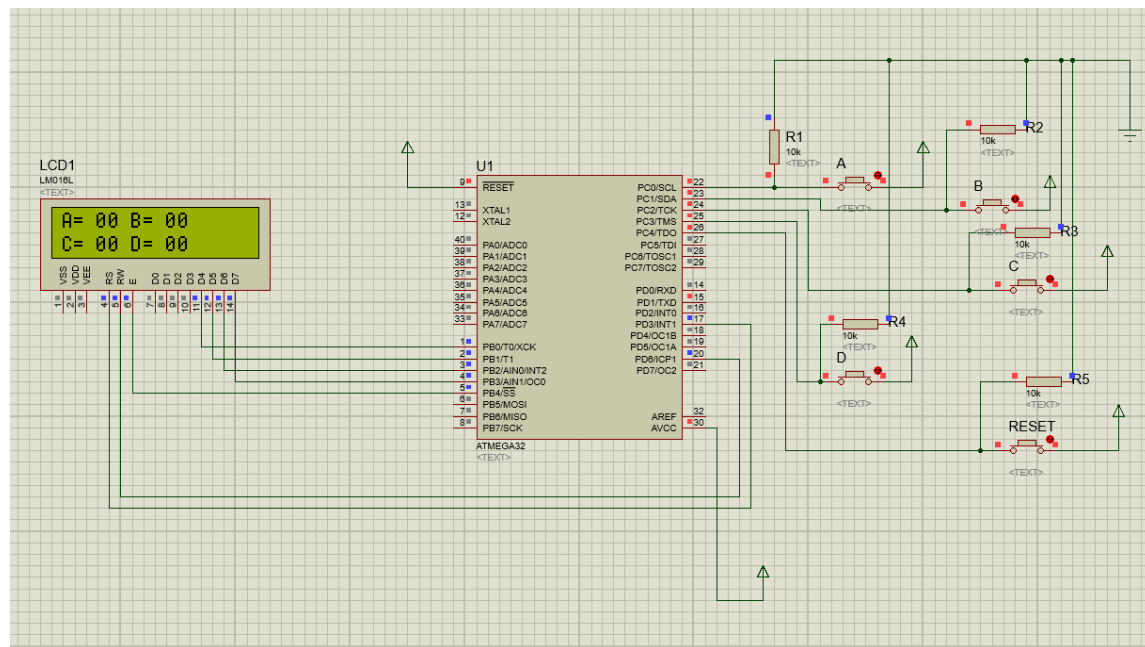 LCD1
LM016L
<TEXT>
A= 00 B= 00
C= 00 D= 00
VSS
VDD
VEE
RS
RW
E
D0
D1
D2
D3
D4
D5
D6
D7
1
2
3
4
5
6
7
8
9
10
11
12
13
14
U1
9
RESET
13
XTAL1
12
XTAL2
40
PA0/ADC0
39
PA1/ADC1
38
PA2/ADC2
37
PA3/ADC3
36
PA4/ADC4
35
PA5/ADC5
34
PA6/ADC6
33
PA7/ADC7
1
PB0/T0/XCK
2
PB1/T1
3
PB2/AIN0/INT2
4
PB3/AIN1/OC0
5
PB4/SS
6
PB5/MOSI
7
PB6/MISO
8
PB7/SCK
PC0/SCL
22
PC1/SDA
23
PC2/TCK
24
PC3/TMS
25
PC4/TDO
26
PC5/TDI
27
PC6/TOSC1
28
PC7/TOSC2
29
PD0/RXD
14
PD1/TXD
15
PD2/INT0
16
PD3/INT1
17
PD4/OC1B
18
PD5/OC1A
19
PD6/ICP1
20
PD7/OC2
21
AREF
32
AVCC
30
ATMEGA32
<TEXT>
R1
10k
<TEXT>
A
<TEXT>
R2
10k
<TEXT>
B
<TEXT>
R3
10k
<TEXT>
C
<TEXT>
R4
10k
<TEXT>
D
<TEXT>
R5
10k
<TEXT>
RESET
<TEXT>